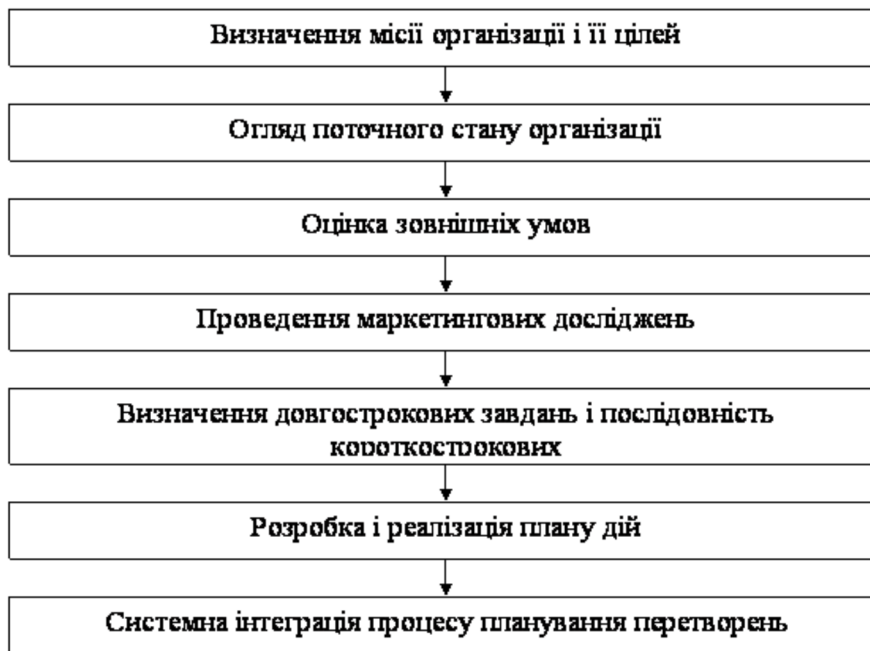 Визначення місії організації і її цілей
Огляд поточного стану організації
Оцінка зовнішніх умов
Проведення маркетингових досліджень
Визначення довгострокових завдань і послідовність
короткострокових
Розробка і реалізація плану дій
Системна інтеграція процесу планування перетворень